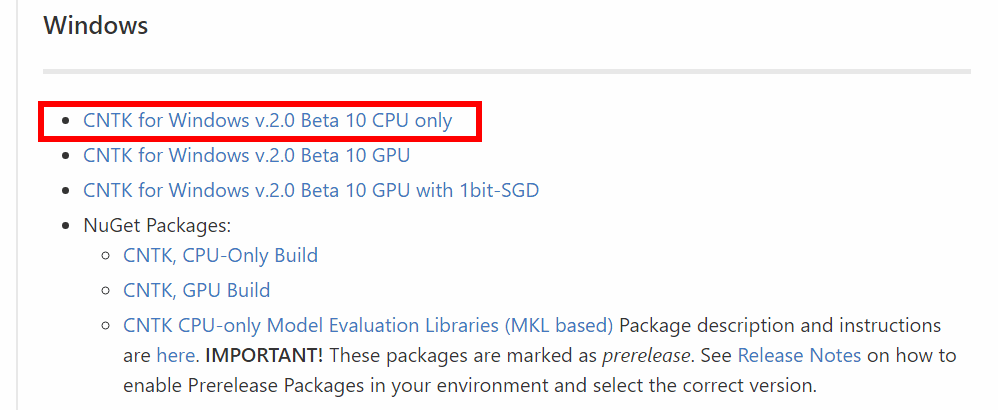 Windows
CNTK for Windows v.2.0 Beta 10 CPU only
CNTK for Windows v.2.0 Beta 10 GPU
CNTK for Windows v.2.0 Beta 10 GPU with 1bit-SGD
NuGet Packages:
CNTK, CPU-Only Build
CNTK, GPU Build
CNTK CPU-only Model Evaluation Libraries (MKL based) Package description and instructions
are here. IMPORTANT! These packages are marked as prerelease. See Release Notes on how to
enable Prerelease Packages in your environment and select the correct version.